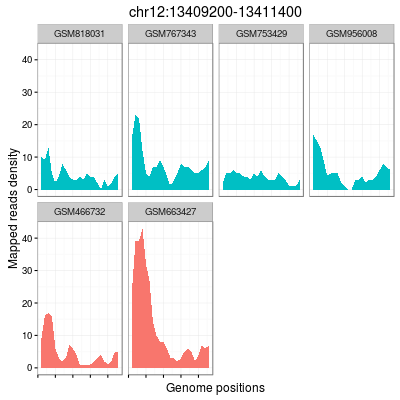 chr12:13409200-13411400
GSM818031 GSM767343 GSM753429 GSM956008
40
30
20
10
0
GSM466732 GSM663427
40
30
20
10
0
Mapped reads density
Genome positions